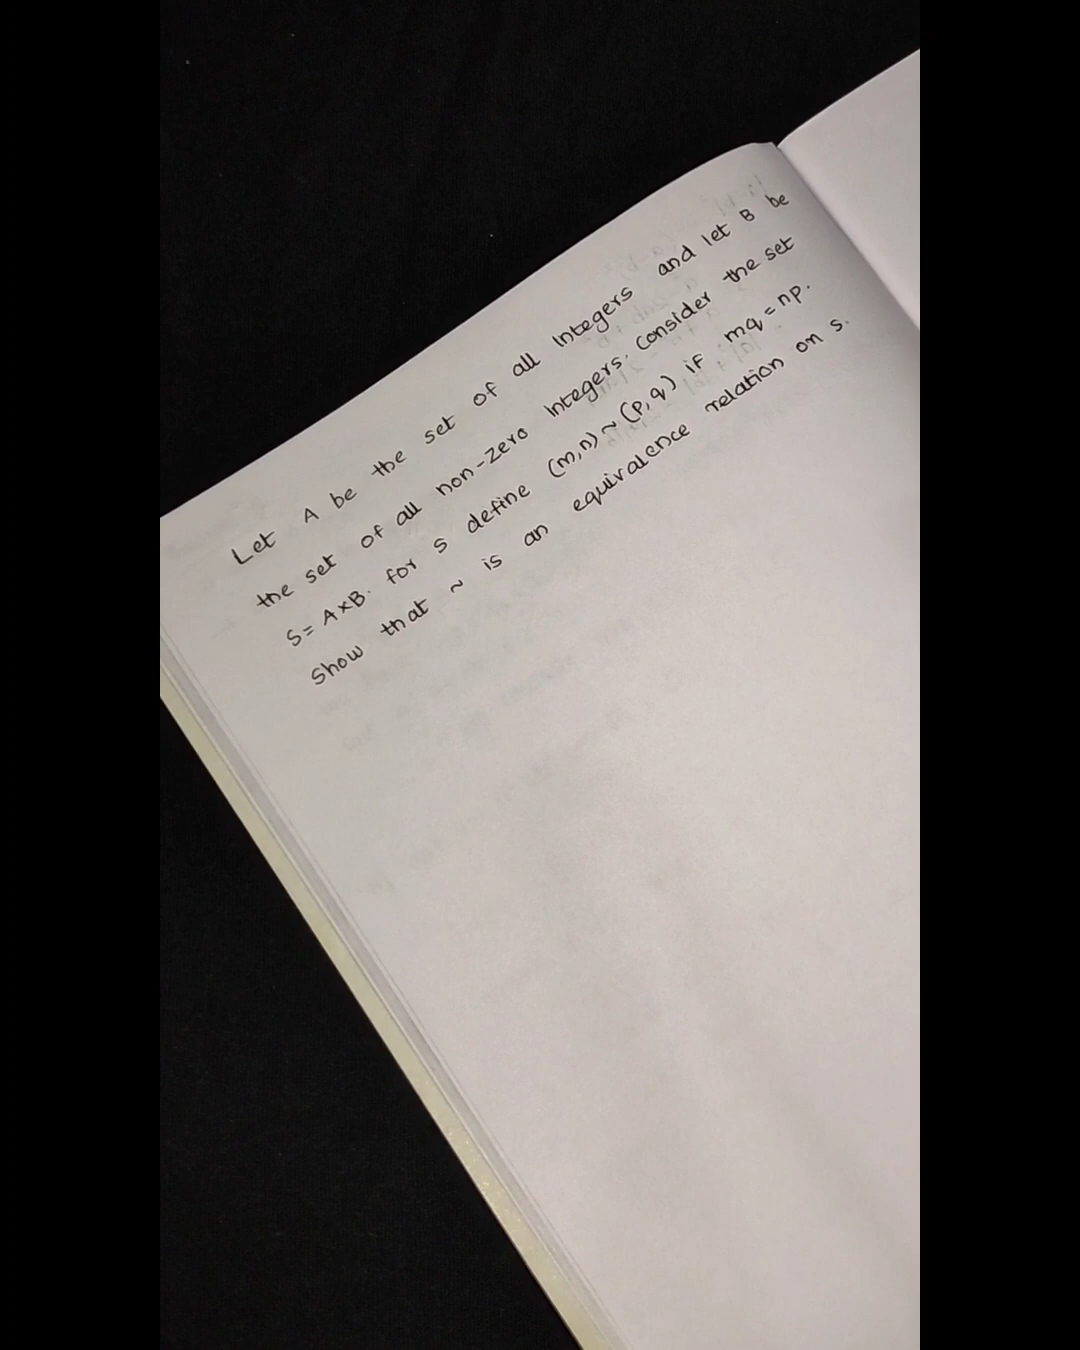 Let A be the set of all Integers and let B be
the set of all non-zero Integers. Consider the set
S= A×B. for S define (m,n) ~ (P,q) if mq = np.
Show that ~ is an equivalence relation on S.